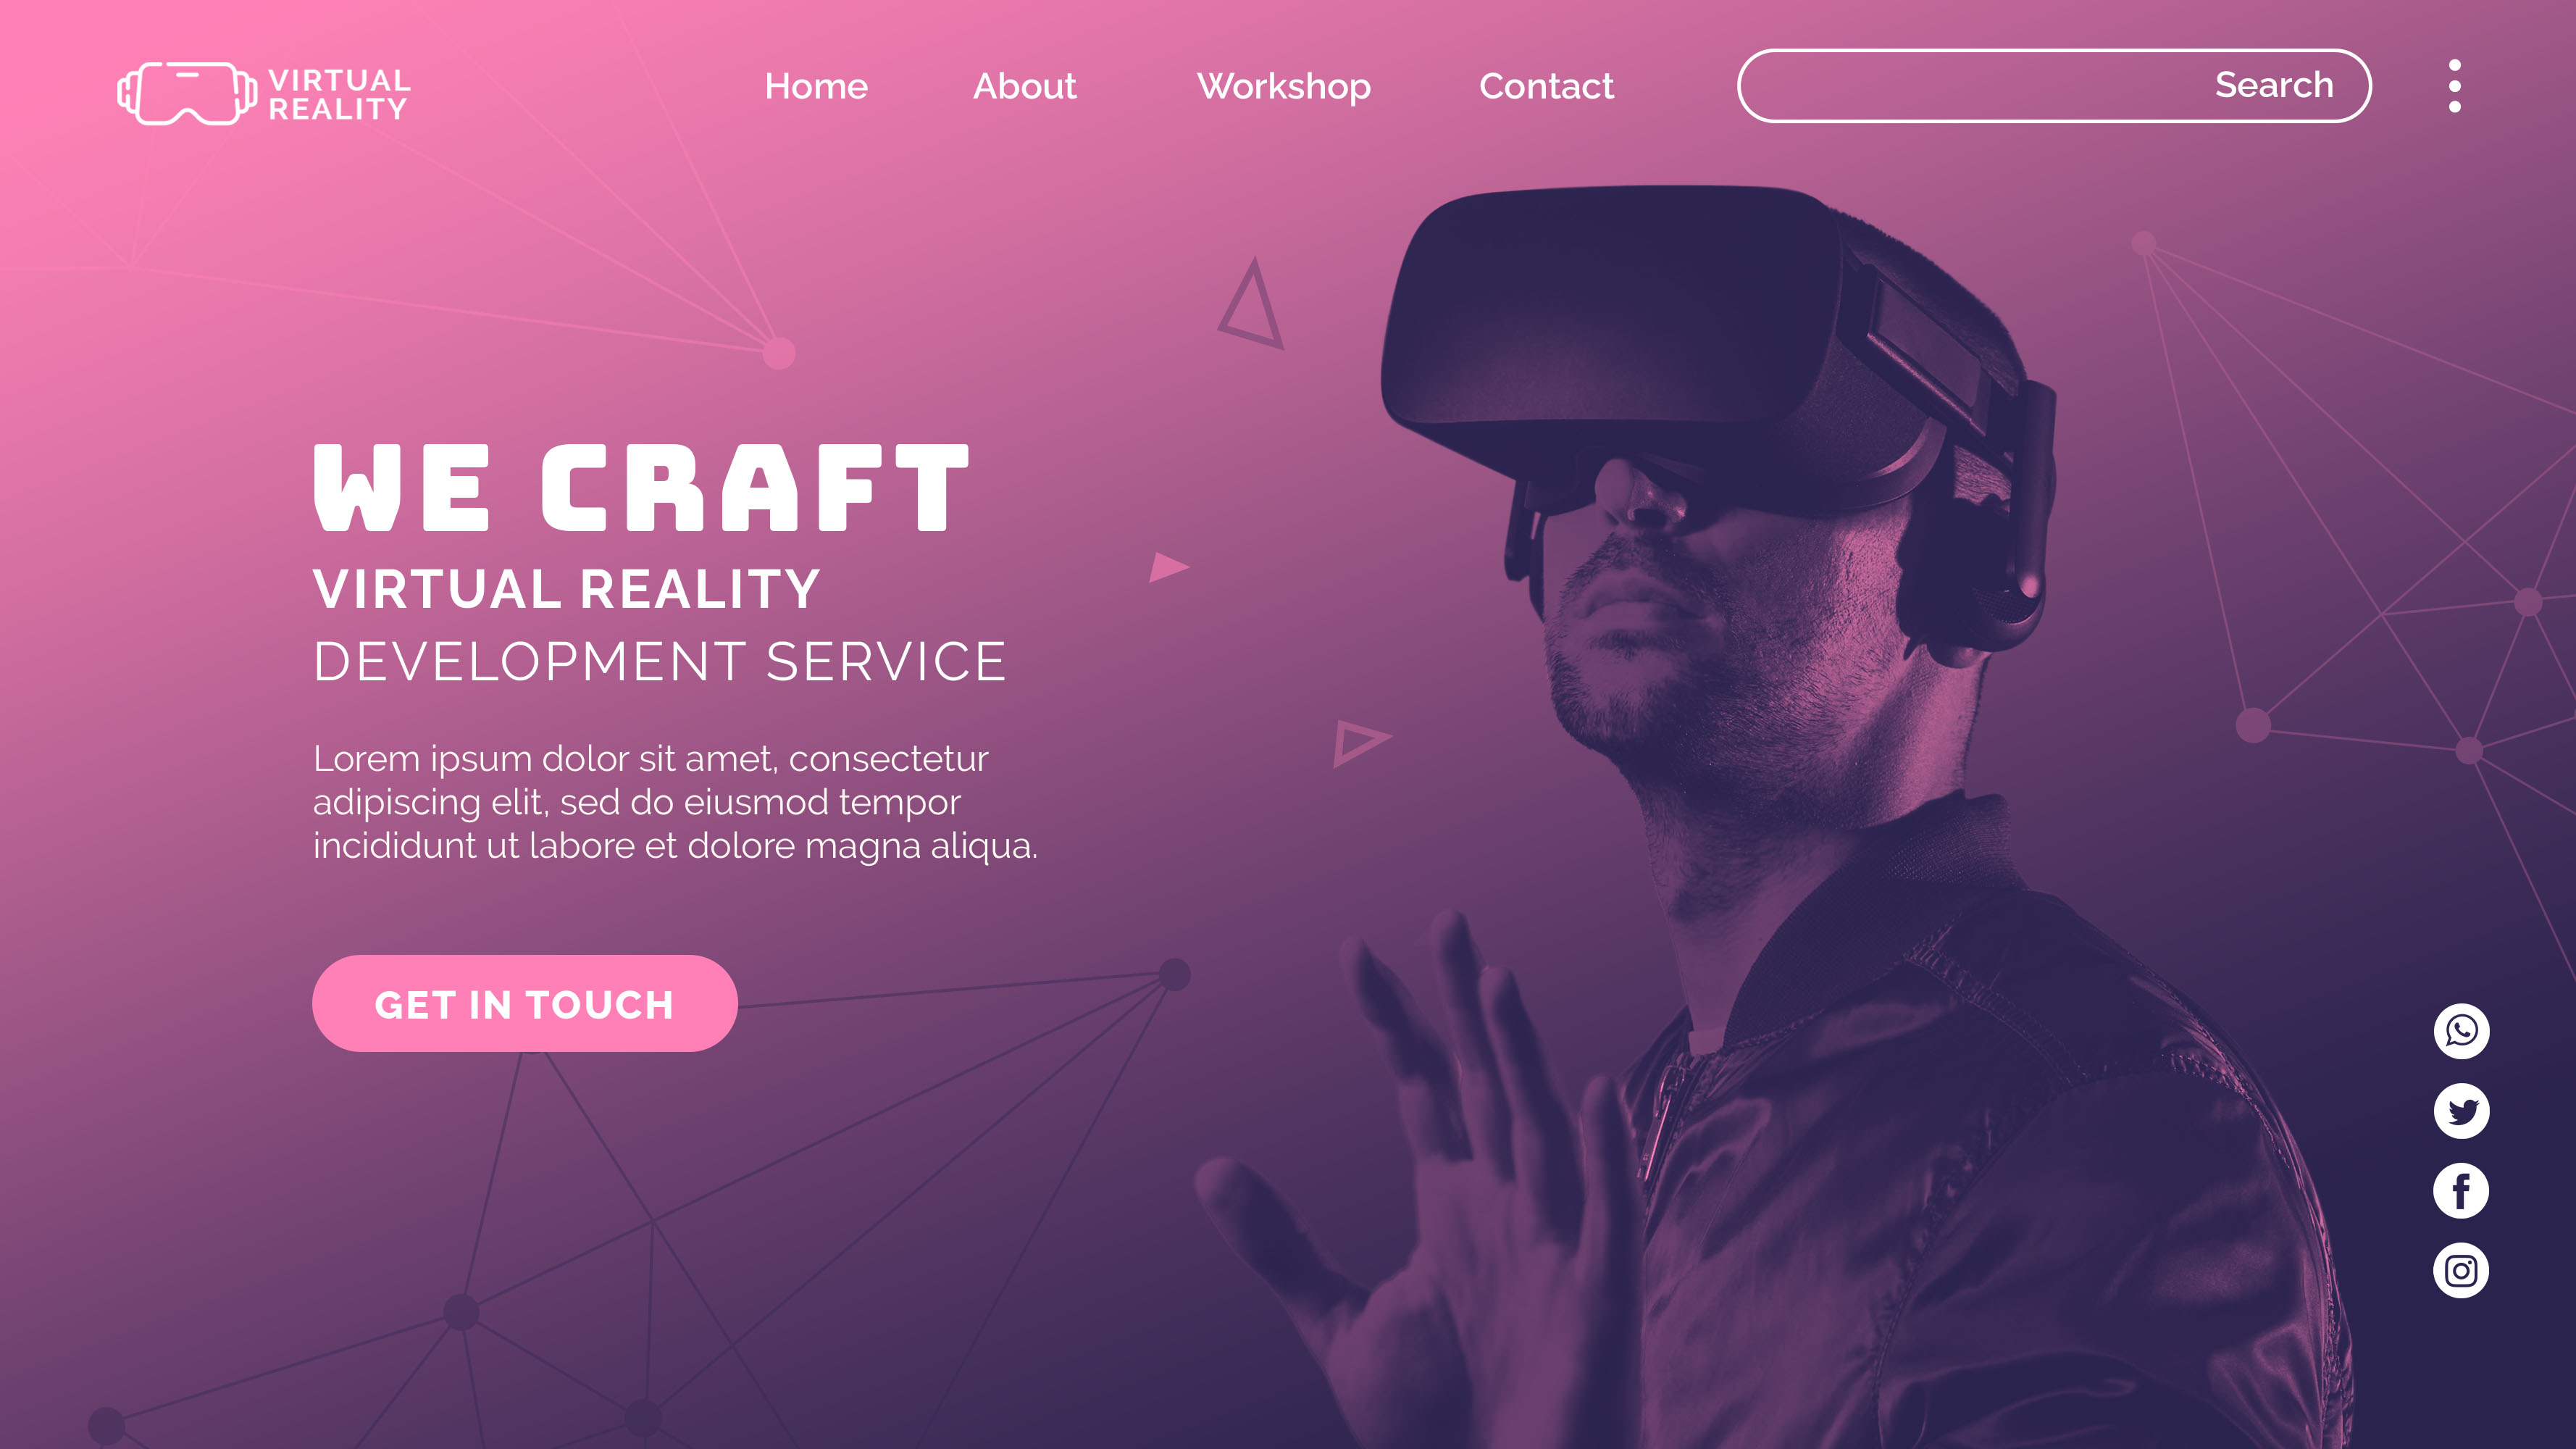 VIRTUAL
REALITY
Home
About
Workshop
Contact
Search
WE CRAFT
VIRTUAL REALITY
DEVELOPMENT SERVICE
Lorem ipsum dolor sit amet, consectetur
adipiscing elit, sed do eiusmod tempor
incididunt ut labore et dolore magna aliqua.
GET IN TOUCH